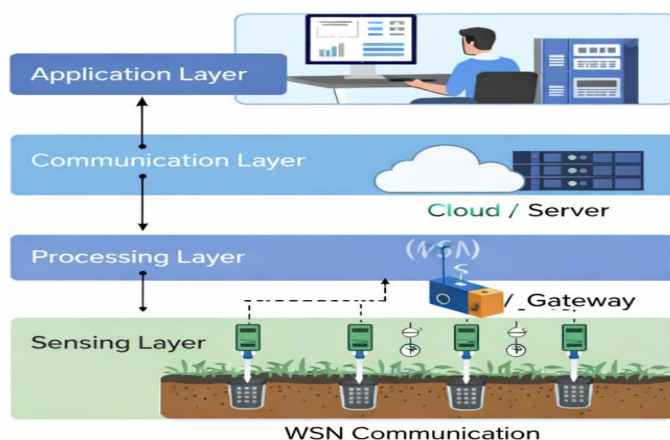 Application Layer
Communication Layer
Cloud / Server
Processing Layer
(WSN)
/ Gateway
Sensing Layer
WSN Communication